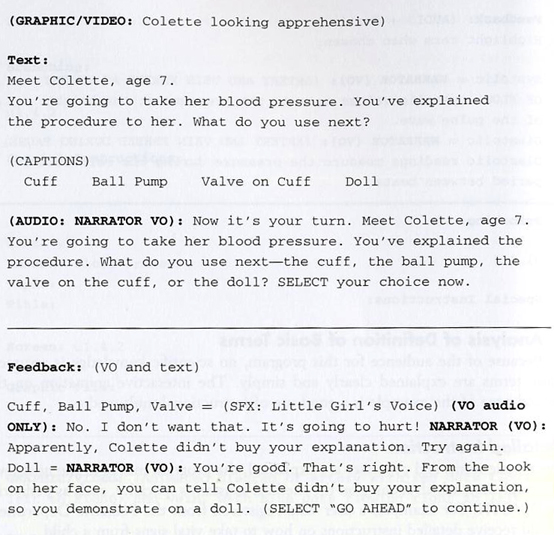 (GRAPHIC/VIDEO: Colette looking apprehensive)
Text:
Meet Colette, age 7.
You're going to take her blood pressure. You've explained
the procedure to her. What do you use next?
(CAPTIONS)
Cuff Ball Pump Valve on Cuff Doll
(AUDIO: NARRATOR VO): Now it's your turn. Meet Colette, age 7.
You're going to take her blood pressure. You've explained the
procedure. What do you use next—the cuff, the ball pump, the
valve on the cuff, or the doll? SELECT your choice now.
Feedback: (VO and text)
Cuff, Ball Pump, Valve = (SFX: Little Girl's Voice) (VO audio
ONLY): No. I don't want that. It's going to hurt! NARRATOR (VO):
Apparently, Colette didn't buy your explanation. Try again.
Doll = NARRATOR (VO): You're good. That's right. From the look
on her face, you can tell Colette didn't buy your explanation,
so you demonstrate on a doll. (SELECT "GO AHEAD" to continue.)